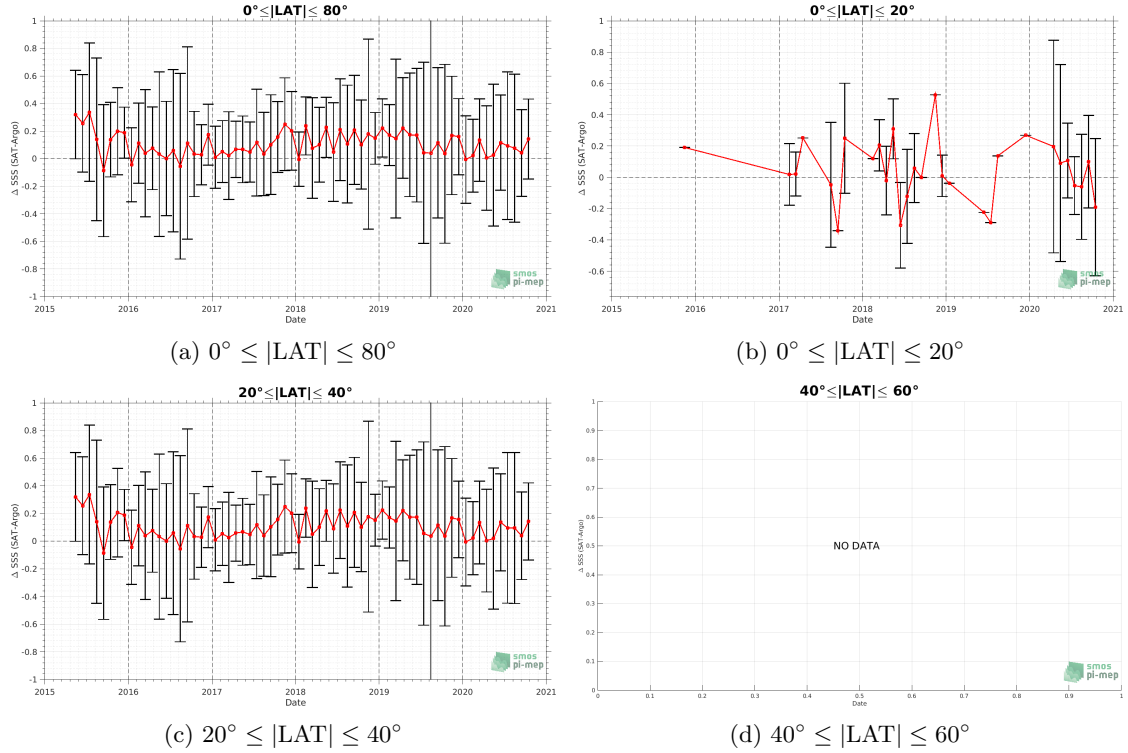 0°≤|LAT|≤ 80°
1
0.8
0.6
0.4
0.2
0
-0.2
-0.4
-0.6
-0.8
-1
Δ SSS (SAT-Argo)
2015 2016 2017 2018 2019 2020 2021
Date
smos
pi-mep
(a) 0° ≤ |LAT| ≤ 80°
0°≤|LAT|≤ 20°
1
0.8
0.6
0.4
0.2
0
-0.2
-0.4
-0.6
Δ SSS (SAT-Argo)
2015 2016 2017 2018 2019 2020 2021
Date
smos
pi-mep
(b) 0° ≤ |LAT| ≤ 20°
20°≤|LAT|≤ 40°
1
0.8
0.6
0.4
0.2
0
-0.2
-0.4
-0.6
-0.8
-1
Δ SSS (SAT-Argo)
2015 2016 2017 2018 2019 2020 2021
Date
smos
pi-mep
(c) 20° ≤ |LAT| ≤ 40°
40°≤|LAT|≤ 60°
1
0.9
0.8
0.7
0.6
0.5
0.4
0.3
0.2
0.1
0
Δ SSS (SAT-Argo)
NO DATA
0 0.1 0.2 0.3 0.4 0.5 0.6 0.7 0.8 0.9 1
Date
smos
pi-mep
(d) 40° ≤ |LAT| ≤ 60°